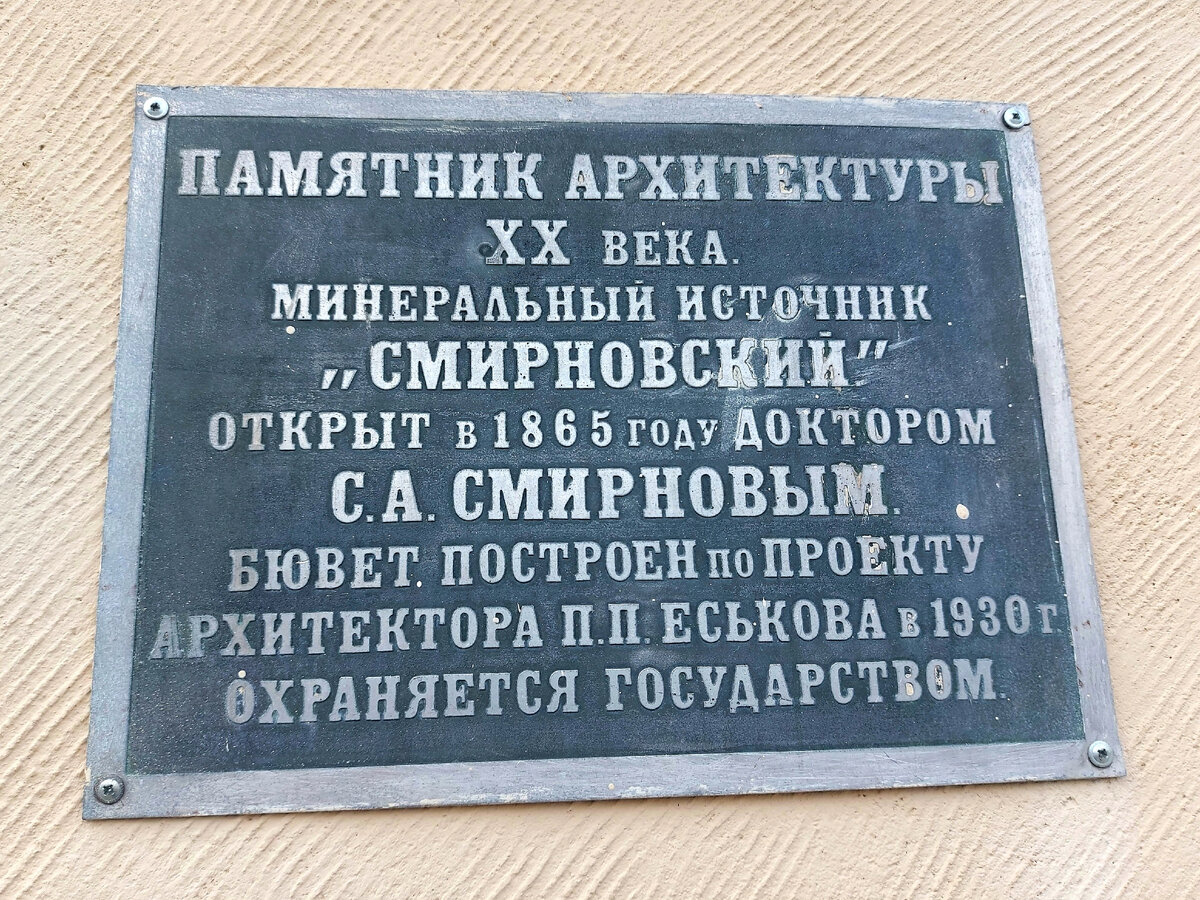 ПАМЯТНИК АРХИТЕКТУРЫ
XX ВЕКА.
МИНЕРАЛЬНЫЙ ИСТОЧНИК
„СМИРНОВСКИЙ"
ОТКРЫТ В 1865 ГОДУ ДОКТОРОМ
С.А. СМИРНОВЫМ.
БЮВЕТ ПОСТРОЕН ПО ПРОЕКТУ
АРХИТЕКТОРА П.П. ЕСЬКОВА В 1930 Г
ОХРАНЯЕТСЯ ГОСУДАРСТВОМ.